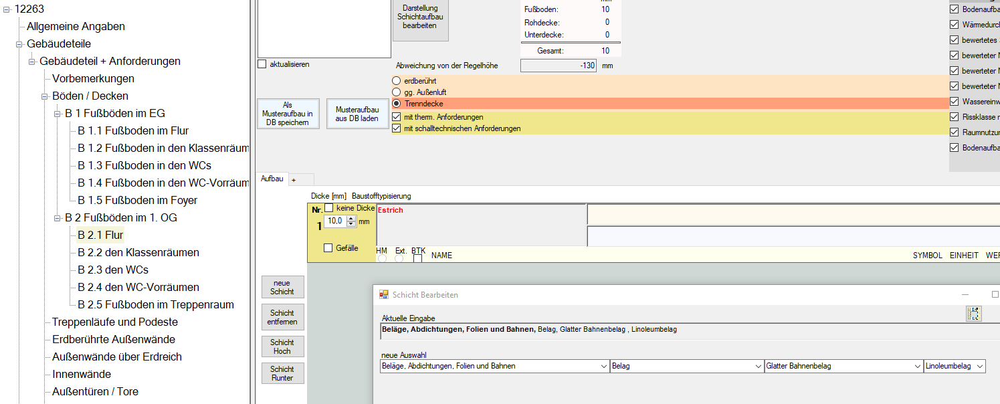 12263
Allgemeine Angaben
Gebäudeteile
Gebäudeteil + Anforderungen
Vorbemerkungen
Böden / Decken
B 1 Fußböden im EG
B 1.1 Fußboden im Flur
B 1.2 Fußboden in den Klassenräum
B 1.3 Fußboden in den WCs
B 1.4 Fußboden in den WC-Vorräum
B 1.5 Fußboden im Foyer
B 2 Fußböden im 1. OG
B 2.1 Flur
B 2.2 den Klassenräumen
B 2.3 den WCs
B 2.4 den WC-Vorräumen
B 2.5 Fußboden im Treppenraum
Treppenläufe und Podeste
Erdberührte Außenwände
Außenwände über Erdreich
Innenwände
Außentüren / Tore
aktualisieren
Als
Musteraufbau in
DB speichern
Musteraufbau
aus DB laden
Darstellung
Schichtaufbau
bearbeiten
mm
Fußboden: 10
Rohdecke: 0
Unterdecke: 0
Gesamt: 10
Abweichung von der Regelhöhe -130 mm
erdberührt
gg. Außenluft
Trenndecke
mit therm. Anforderungen
mit schalltechnischen Anforderungen
Bodenaufba
Wärmedurch
bewertetes
bewerteter N
bewerteter N
bewerteter N
Wassereinw
Rissklasse n
Raumnutzur
Bodenaufba
Aufbau +
Dicke [mm] Baustofftypisierung
Nr. keine Dicke Estrich
1 10,0 mm
Gefälle
HM Ext. BTK NAME SYMBOL EINHEIT WER
neue
Schicht
Schicht
entfernen
Schicht
Hoch
Schicht
Runter
Schicht Bearbeiten
Aktuelle Eingabe
Beläge, Abdichtungen, Folien und Bahnen, Belag, Glatter Bahnenbelag , Linoleumbelag
neue Auswahl
Beläge, Abdichtungen, Folien und Bahnen Belag Glatter Bahnenbelag Linoleumbelag